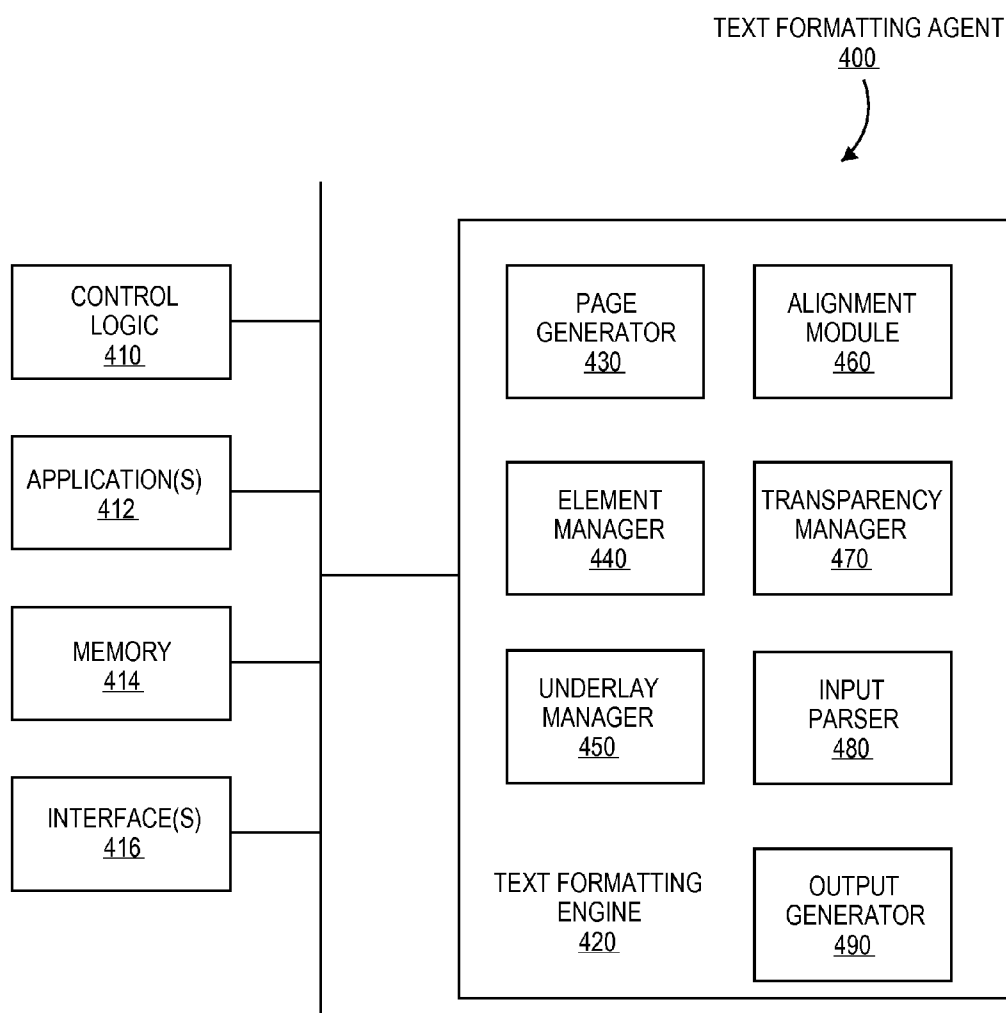 TEXT FORMATTING AGENT
400
CONTROL
LOGIC
410
APPLICATION(S)
412
MEMORY
414
INTERFACE(S)
416
PAGE
GENERATOR
430
ALIGNMENT
MODULE
460
ELEMENT
MANAGER
440
TRANSPARENCY
MANAGER
470
UNDERLAY
MANAGER
450
INPUT
PARSER
480
TEXT FORMATTING
ENGINE
420
OUTPUT
GENERATOR
490